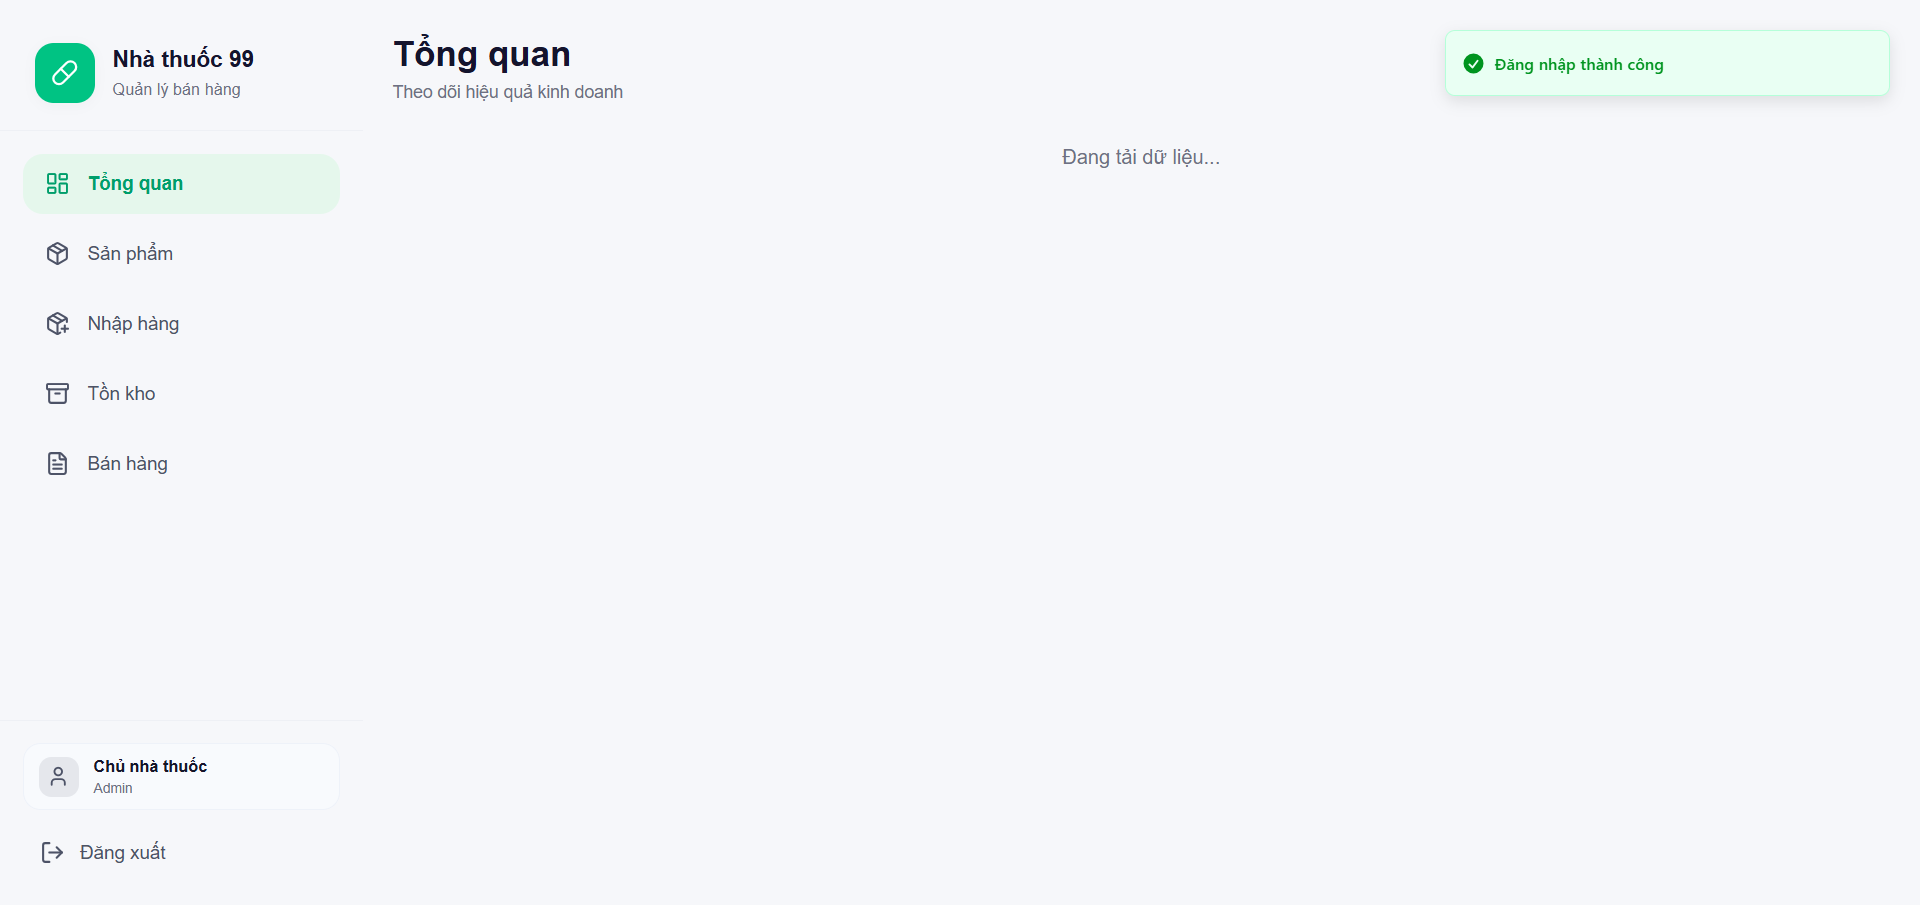 Nhà thuốc 99
Quản lý bán hàng
Tổng quan
Sản phẩm
Nhập hàng
Tồn kho
Bán hàng
Chủ nhà thuốc
Admin
Đăng xuất
Tổng quan
Theo dõi hiệu quả kinh doanh
Đăng nhập thành công
Đang tải dữ liệu...